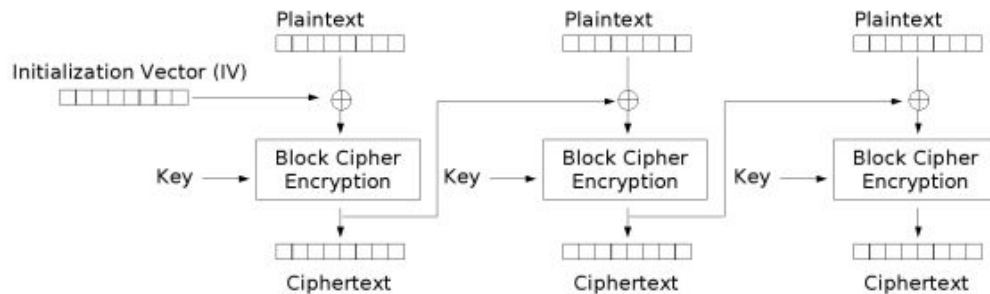 Plaintext
Plaintext
Plaintext
Initialization Vector (IV)
Key
Block Cipher
Encryption
Key
Block Cipher
Encryption
Key
Block Cipher
Encryption
Ciphertext
Ciphertext
Ciphertext